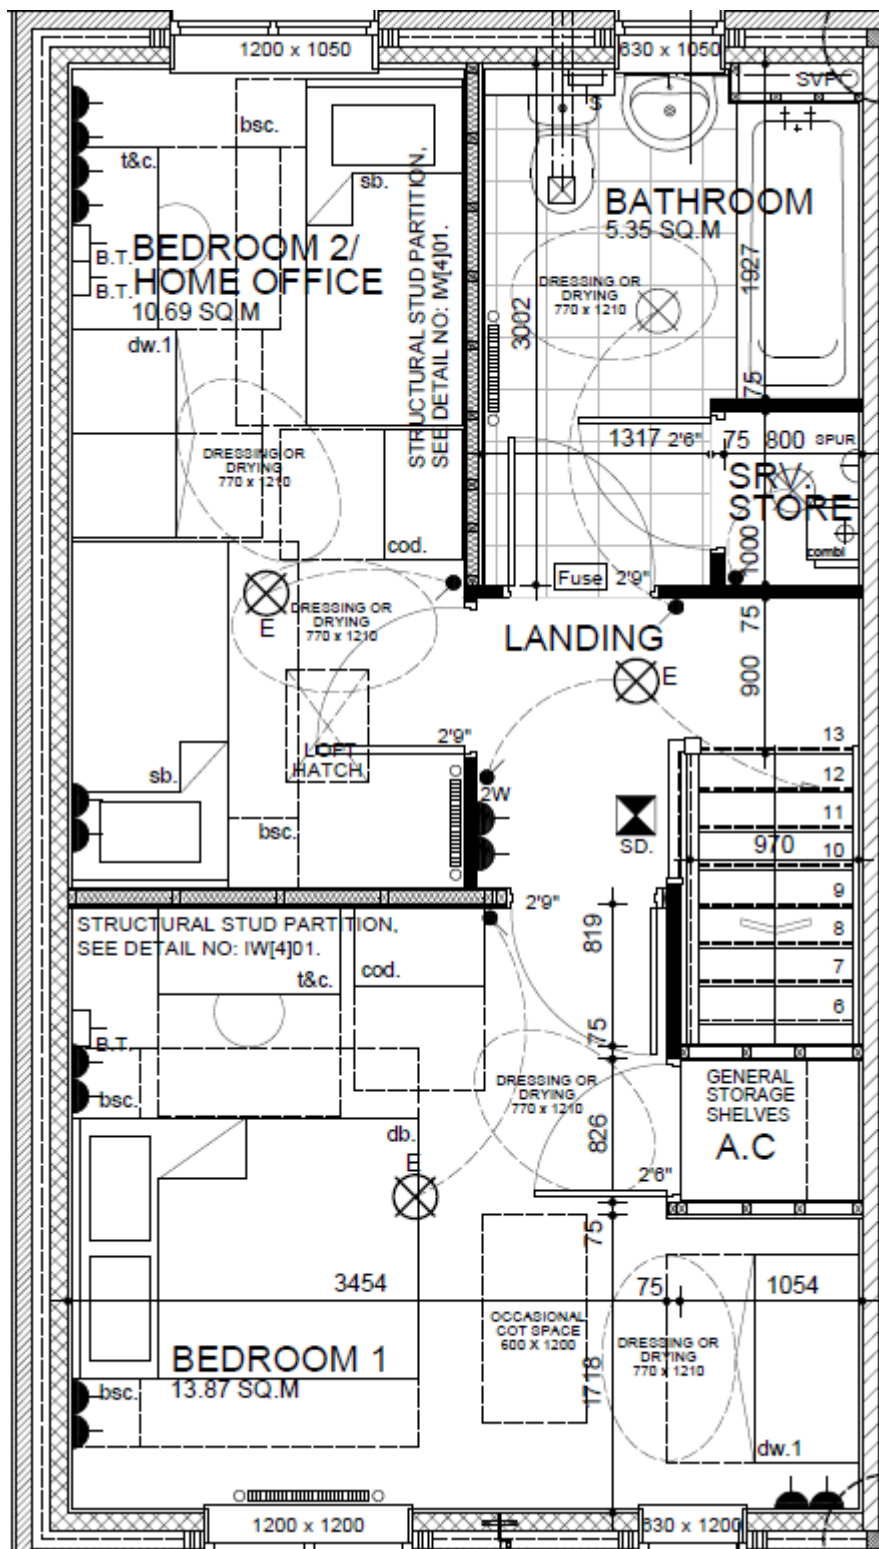 1200 x 1050
630 x 1050
SVP
S
bsc.
t&c.
sb.
STRUCTURAL STUD PARTITION,
SEE DETAIL NO: IW[4]01.
BATHROOM
5.35 SQ.M
1927
B.T.
B.T.
BEDROOM 2/
HOME OFFICE
10.69 SQ.M
DRESSING OR
DRYING
770 x 1210
3002
dw.1
75
1317
2'6"
75
800
SPUR
DRESSING OR
DRYING
770 x 1210
SRV.
STORE
cod.
combi
1000
Fuse
2'9"
E
DRESSING OR
DRYING
770 x 1210
75
LANDING
900
E
LOFT
HATCH
2'9"
13
12
11
10
9
8
7
6
sb.
bsc.
2W
SD.
970
2'9"
STRUCTURAL STUD PARTITION,
SEE DETAIL NO: IW[4]01.
819
t&c.
cod.
B.T.
75
bsc.
DRESSING OR
DRYING
770 x 1210
GENERAL
STORAGE
SHELVES
A.C
db.
826
E
2'6"
75
3454
75
1054
OCCASIONAL
COT SPACE
600 X 1200
DRESSING OR
DRYING
770 x 1210
BEDROOM 1
13.87 SQ.M
bsc.
1718
dw.1
1200 x 1200
630 x 1200